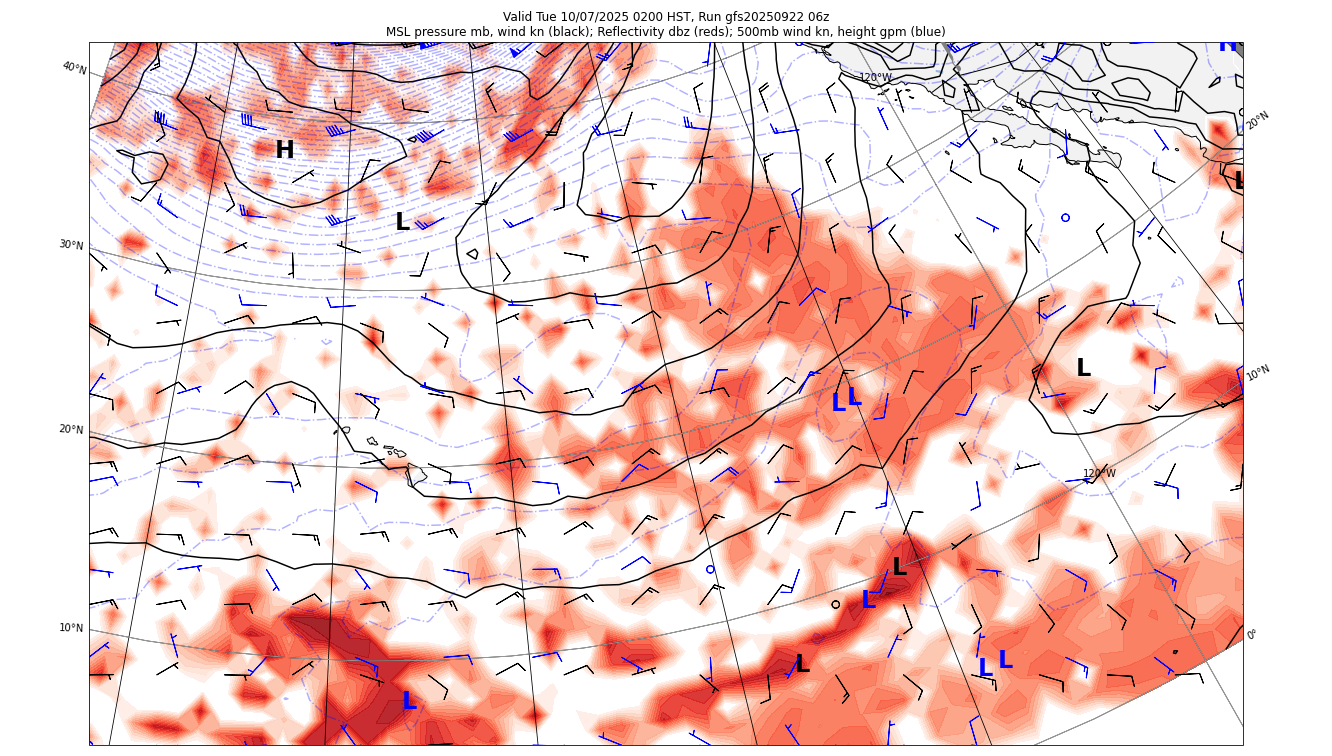 Valid Tue 10/07/2025 0200 HST, Run gfs20250922 06z
MSL pressure mb, wind kn (black); Reflectivity dbz (reds); 500mb wind kn, height gpm (blue)
H
40°N
120°W
20°N
H
L
L
30°N
L
10°N
L L
20°N
120°W
L
L
10°N
0°
L
L L
L